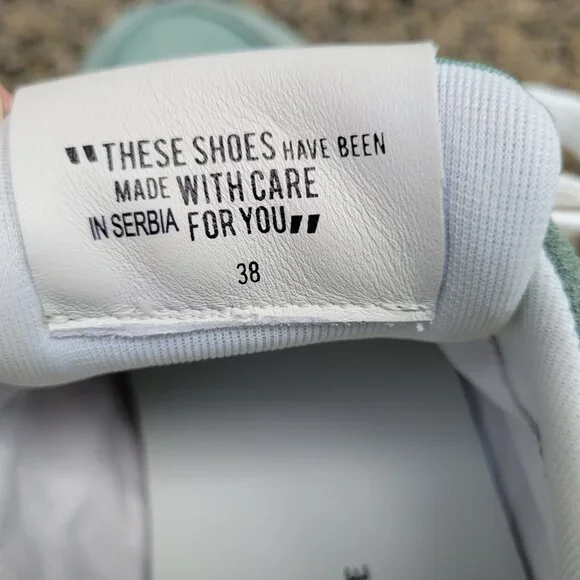 "THESE SHOES HAVE BEEN
MADE WITH CARE
IN SERBIA FOR YOU"
38